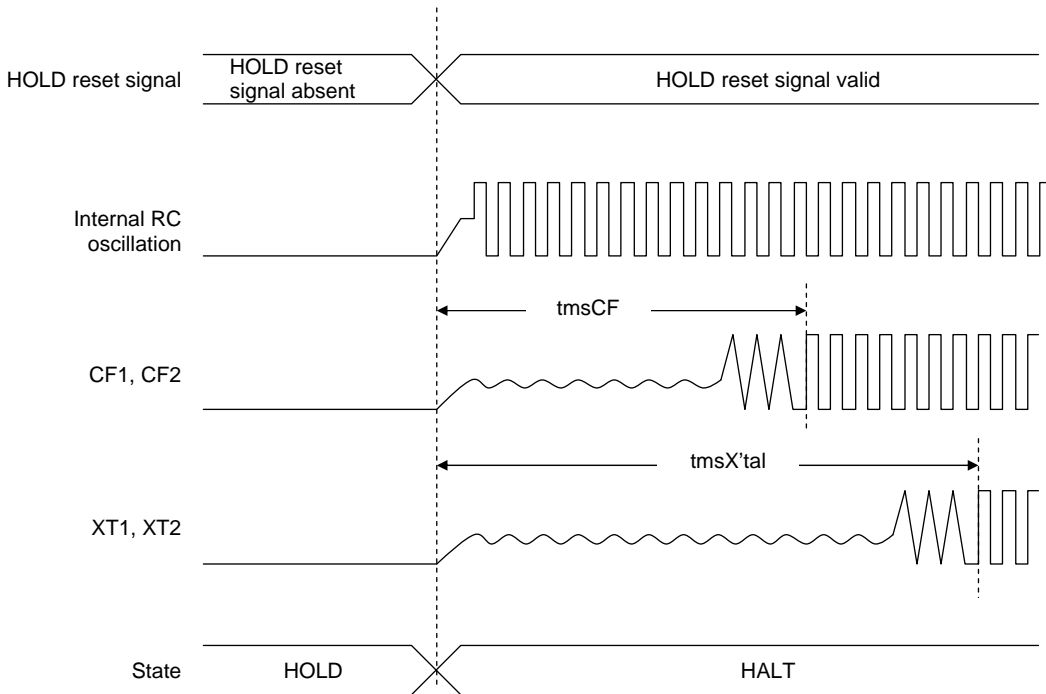 HOLD reset signal
HOLD reset
signal absent
HOLD reset signal valid
Internal RC
oscillation
tmsCF
CF1, CF2
tmsX’tal
XT1, XT2
State
HOLD
HALT